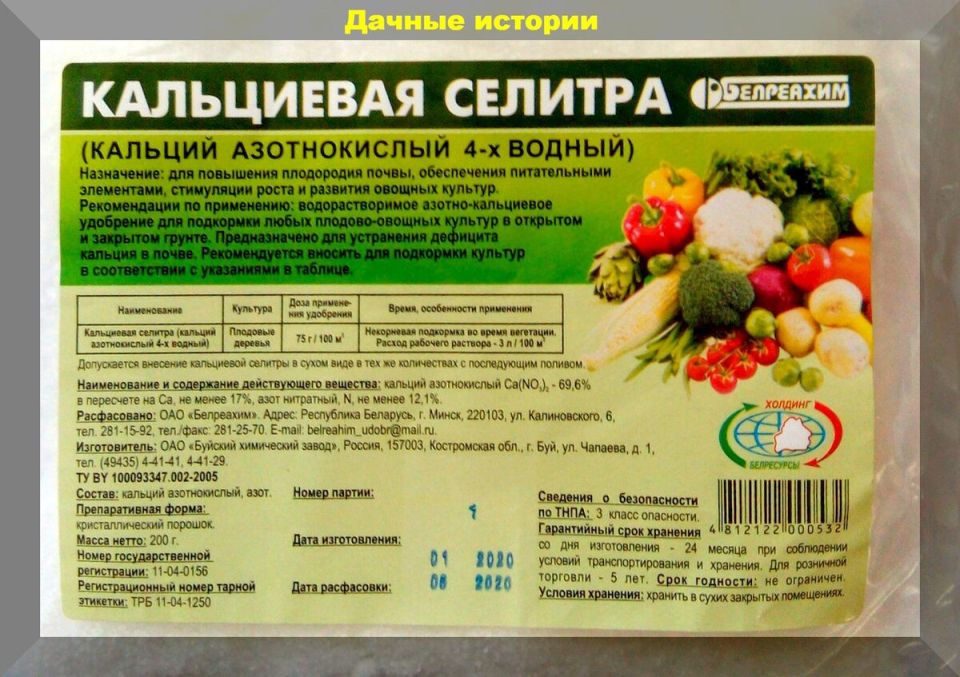 Дачные истории
КАЛЬЦИЕВАЯ СЕЛИТРА БЕЛРЕАХИМ
(КАЛЬЦИЙ АЗОТНОКИСЛЫЙ 4-х ВОДНЫЙ)
Назначение: для повышения плодородия почвы, обеспечения питательными
элементами, стимуляции роста и развития овощных культур.
Рекомендации по применению: водорастворимое азотно-кальциевое
удобрение для подкормки любых плодово-овощных культур в открытом
и закрытом грунте. Предназначено для устранения дефицита
кальция в почве. Рекомендуется вносить для подкормки культур
в соответствии с указаниями в таблице.
Наименование Культура Доза примене- Время, особенности применения
ния удобрения
Кальциевая селитра (кальций Плодовые 75 г / 100 м² Некорневая подкормка во время вегетации.
азотнокислый 4-х водный) деревья Расход рабочего раствора - 3 л / 100 м²
Допускается внесение кальциевой селитры в сухом виде в тех же количествах с последующим поливом.
Наименование и содержание действующего вещества: кальций азотнокислый Ca(NO₃)₂ - 69,6%
в пересчете на Ca, не менее 17%, азот нитратный, N, не менее 12,1%.
Расфасовано: ОАО «Белреахим». Адрес: Республика Беларусь, г. Минск, 220103, ул. Калиновского, 6,
тел. 281-15-92, тел./факс: 281-25-70. E-mail: belreahim_udobr@mail.ru.
Изготовитель: ОАО «Буйский химический завод», Россия, 157003, Костромская обл., г. Буй, ул. Чапаева, д. 1,
тел. (49435) 4-41-41, 4-41-29.
ТУ BY 100093347.002-2005
ХОЛДИНГ
БЕЛРЕСУРСЫ
Состав: кальций азотнокислый, азот.
Препаративная форма:
кристаллический порошок.
Масса нетто: 200 г.
Номер государственной
регистрации: 11-04-0156
Регистрационный номер тарной
этикетки: ТРБ 11-04-1250
Номер партии:
1
Дата изготовления:
01 2020
Дата расфасовки: 08 2020
Сведения о безопасности
по ТНПА: 3 класс опасности.
Гарантийный срок хранения
со дня изготовления - 24 месяца при соблюдении
условий транспортирования и хранения. Для розничной
торговли - 5 лет. Срок годности: не ограничен.
Условия хранения: хранить в сухих закрытых помещениях.
4 812122 000532